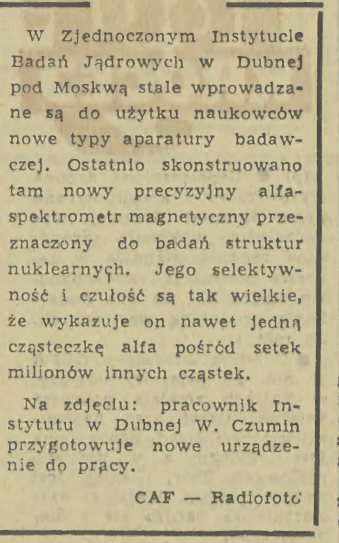 W Zjednoczonym Instytucie
Badań Jądrowych w Dubnej
pod Moskwą stale wprowadza-
ne są do użytku naukowców
nowe typy aparatury badaw-
czej. Ostatnio skonstruowano
tam nowy precyzyjny alfa-
spektrometr magnetyczny prze-
znaczony do badań struktur
nuklearnych. Jego selektyw-
ność i czułość są tak wielkie,
że wykazuje on nawet jedną
cząsteczkę alfa pośród setek
milionów innych cząstek.
Na zdjęciu: pracownik In-
stytutu w Dubnej W. Czumin
przygotowuje nowe urządze-
nie do pracy.
CAF — Radiofoto